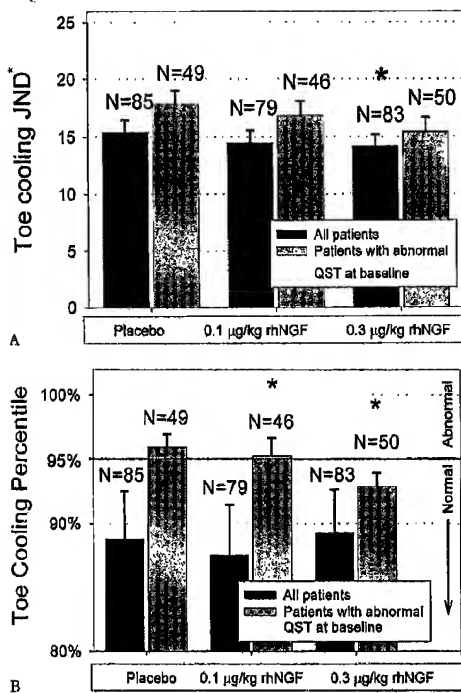 25
20
15
10
5
0
Toe cooling JND*
N=85
N=49
N=79
N=46
*
N=83
N=50
All patients
Patients with abnormal
QST at baseline
Placebo
0.1 µg/kg rhNGF
0.3 µg/kg rhNGF
A
100%
95%
90%
80%
Toe Cooling Percentile
N=85
N=49
N=79
*
N=46
N=83
*
N=50
Abnormal
Normal
All patients
Patients with abnormal
QST at baseline
Placebo
0.1 µg/kg rhNGF
0.3 µg/kg rhNGF
B